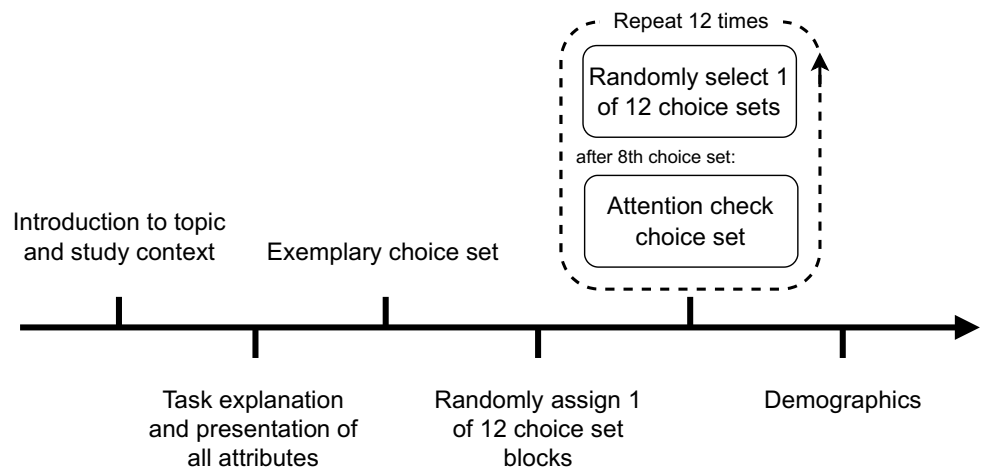 Repeat 12 times
Randomly select 1
of 12 choice sets
after 8th choice set:
Attention check
choice set
Introduction to topic
and study context
Exemplary choice set
Task explanation
and presentation of
all attributes
Randomly assign 1
of 12 choice set
blocks
Demographics